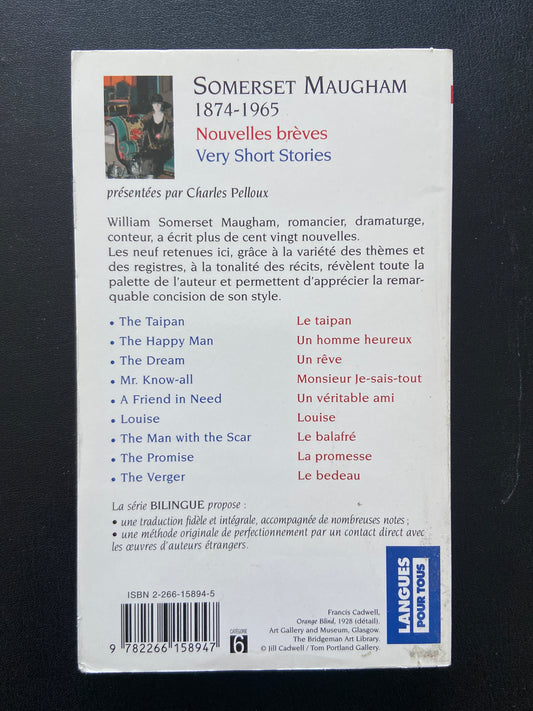 SOMERSET MAUGHAM
1874-1965
Nouvelles brèves
Very Short Stories
présentées par Charles Pelloux
William Somerset Maugham, romancier, dramaturge,
conteur, a écrit plus de cent vingt nouvelles.
Les neuf retenues ici, grâce à la variété des thèmes et
des registres, à la tonalité des récits, révèlent toute la
palette de l'auteur et permettent d'apprécier la remar-
quable concision de son style.
• The Taipan Le taipan
• The Happy Man Un homme heureux
• The Dream Un rêve
• Mr. Know-all Monsieur Je-sais-tout
• A Friend in Need Un véritable ami
• Louise Louise
• The Man with the Scar Le balafré
• The Promise La promesse
• The Verger Le bedeau
La série BILINGUE propose :
• une traduction fidèle et intégrale, accompagnée de nombreuses notes ;
• une méthode originale de perfectionnement par un contact direct avec
les œuvres d'auteurs étrangers.
LANGUES
POUR TOUS
ISBN 2-266-15894-5
9 782266 158947
CATÉGORIE
6
Francis Cadwell,
Orange Blind, 1928 (détail).
Art Gallery and Museum, Glasgow,
The Bridgeman Art Library.
© Jill Cadwell / Tom Portland Gallery.